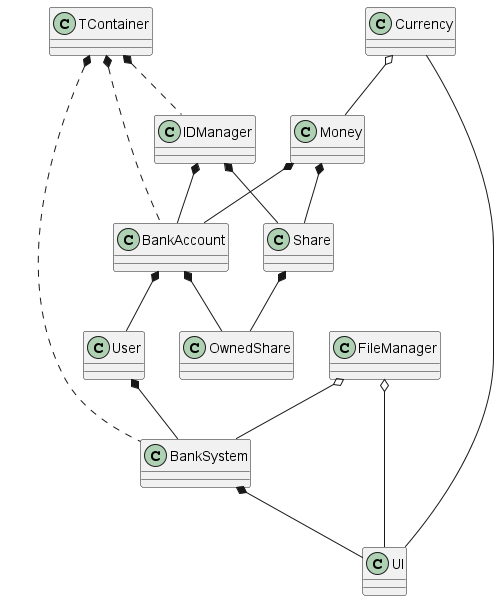 C TContainer
C Currency
C IDManager
C Money
C BankAccount
C Share
C User
C OwnedShare
C FileManager
C BankSystem
C UI